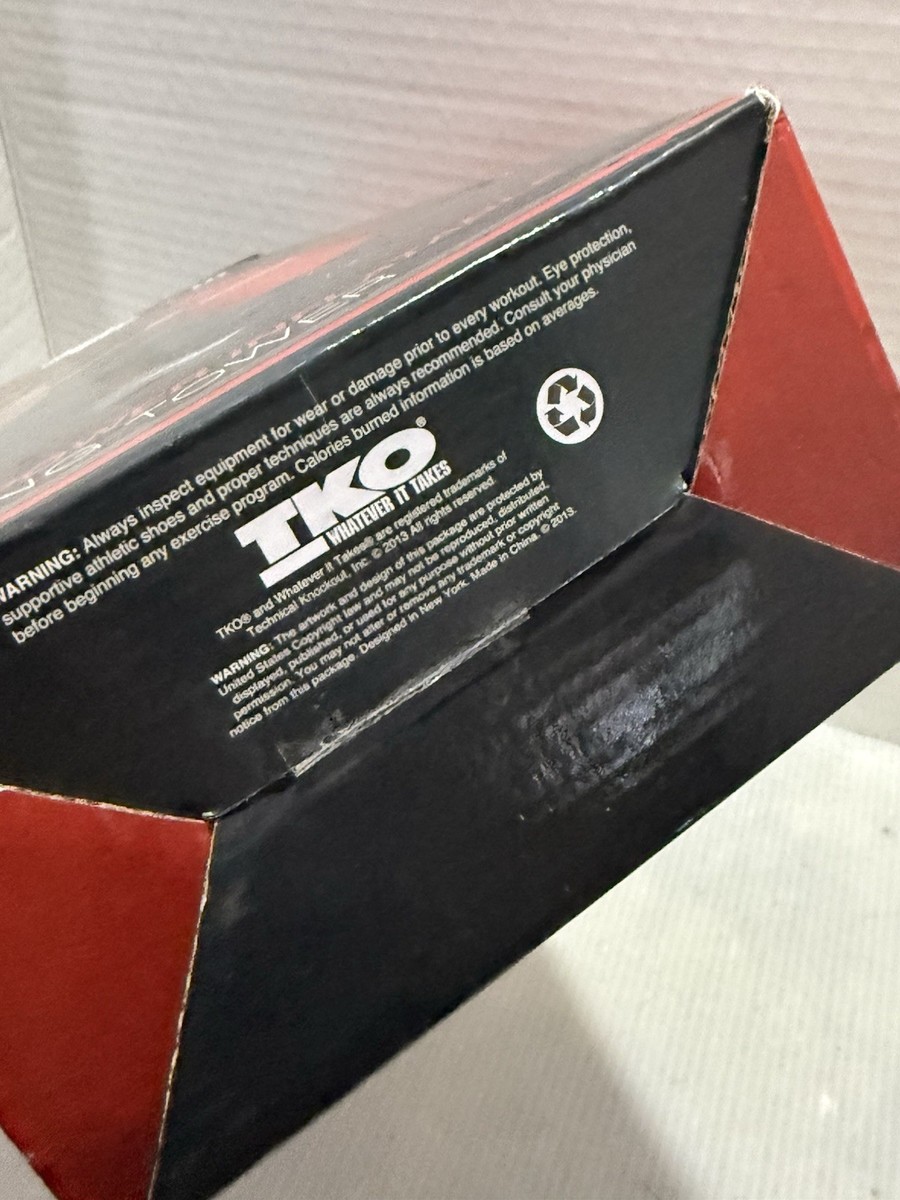 TOWER
WARNING: Always inspect equipment for wear or damage prior to every workout. Eye protection,
supportive athletic shoes and proper techniques are always recommended. Consult your physician
before beginning any exercise program. Calories burned information is based on averages.
TKO®
WHATEVER IT TAKES
TKO® and Whatever it Takes® are registered trademarks of
Technical Knockout, Inc. © 2013 All rights reserved.
WARNING: The artwork and design of this package are protected by
United States Copyright law and may not be reproduced, distributed,
displayed, published, or used for any purpose without prior written
permission. You may not alter or remove any trademark or copyright
notice from this package. Designed in New York. Made in China. © 2013.